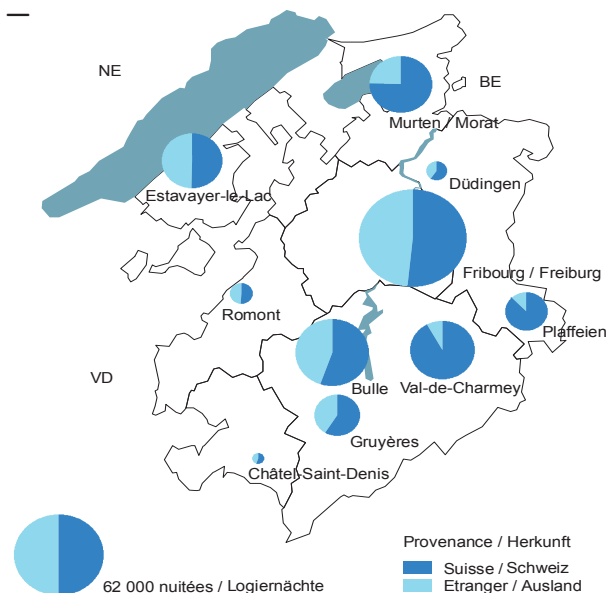 NE
BE
Murten / Morat
Düdingen
Estavayer-le-Lac
Fribourg / Freiburg
Romont
Plaffeien
VD
Bulle
Val-de-Charmey
Gruyères
Châtel-Saint-Denis
Provenance / Herkunft
Suisse / Schweiz
62 000 nuitées / Logiernächte
Etranger / Ausland